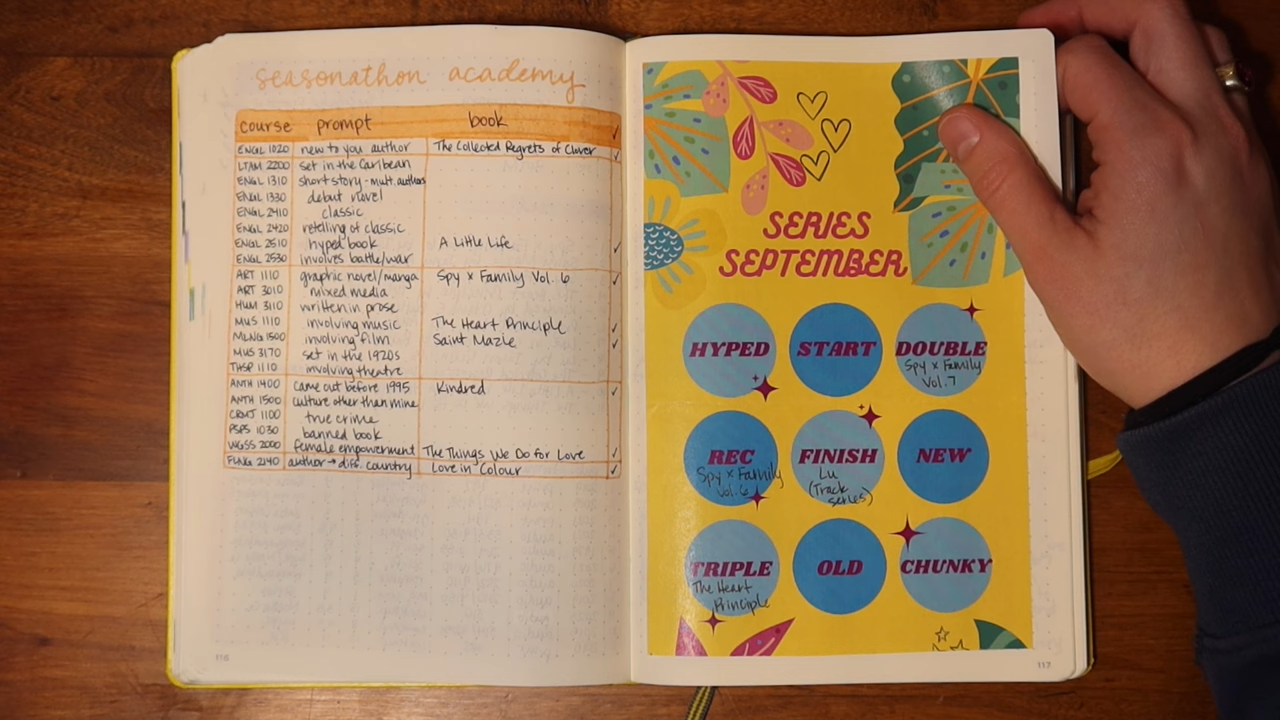 seasonathon academy
course prompt book ✓
ENGL 1020 new to you author The Collected Regrets of Clover ✓
LTAM 2200 set in the Caribean
ENGL 1310 short story - mult. authors
ENGL 1330 debut novel
ENGL 2410 classic
ENGL 2420 retelling of classic
ENGL 2510 hyped book A Little Life ✓
ENGL 2530 involves battle/war
ART 1110 graphic novel/manga Spy x Family Vol. 6 ✓
ART 3010 mixed media
HUM 3110 written in prose
MUS 1110 involving music The Heart Principle ✓
MLNG 1500 involving film Saint Mazie ✓
MUS 3170 set in the 1920s
THSP 1110 involving theatre
ANTH 1400 came out before 1995 Kindred ✓
ANTH 1500 culture other than mine
CRMJ 1100 true crime
PSPS 1030 banned book
WGSS 2000 female empowerment The Things We Do for Love ✓
FLNG 2140 author → diff. country Love in Colour ✓
116
SERIES
SEPTEMBER
HYPED START DOUBLE
Spy x Family
Vol. 7
REC FINISH NEW
Spy x Family Lu
Vol. 6 (Track
series)
TRIPLE OLD CHUNKY
The Heart
Principle
117